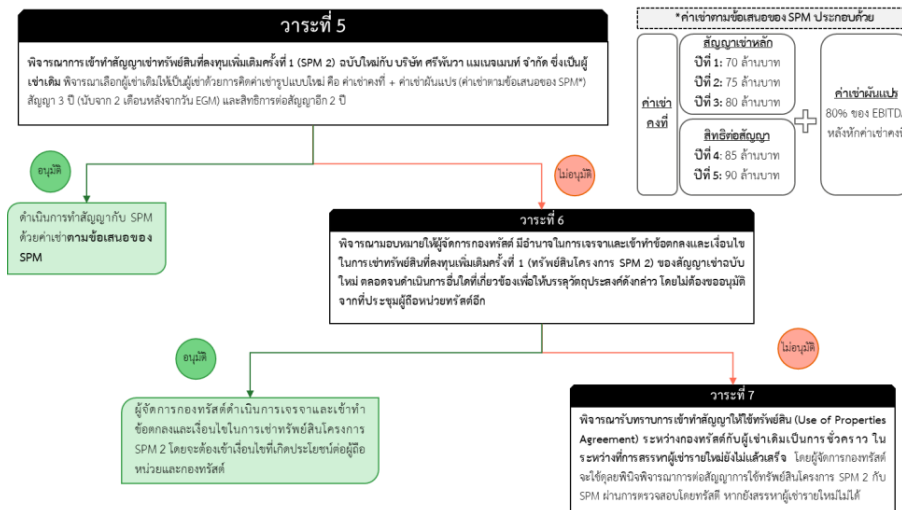 วาระที่ 5
พิจารณาการเข้าทำสัญญาเช่าทรัพย์สินที่ลงทุนเพิ่มเติมครั้งที่ 1 (SPM 2) ฉบับใหม่กับ บริษัท ศรีพันวา แมเนจเมนท์ จำกัด ซึ่งเป็นผู้
เช่าเดิม พิจารณาเลือกผู้เช่าเดิมให้เป็นผู้เช่าด้วยการคิดค่าเช่ารูปแบบใหม่ คือ ค่าเช่าคงที่ + ค่าเช่าผันแปร (ค่าเช่าตามข้อเสนอของ SPM*)
สัญญา 3 ปี (นับจาก 2 เดือนหลังจากวัน EGM) และสิทธิการต่อสัญญาอีก 2 ปี
*ค่าเช่าตามข้อเสนอของ SPM ประกอบด้วย
ค่าเช่า
คงที่
สัญญาเช่าหลัก
ปีที่ 1: 70 ล้านบาท
ปีที่ 2: 75 ล้านบาท
ปีที่ 3: 80 ล้านบาท
สิทธิต่อสัญญา
ปีที่ 4: 85 ล้านบาท
ปีที่ 5: 90 ล้านบาท
ค่าเช่าผันแปร
80% ของ EBITDA
หลังหักค่าเช่าคงที่
อนุมัติ
ไม่อนุมัติ
ดำเนินการทำสัญญากับ SPM
ด้วยค่าเช่าตามข้อเสนอของ
SPM
วาระที่ 6
พิจารณามอบหมายให้ผู้จัดการกองทรัสต์ มีอำนาจในการเจรจาและเข้าทำข้อตกลงและเงื่อนไข
ในการเช่าทรัพย์สินที่ลงทุนเพิ่มเติมครั้งที่ 1 (ทรัพย์สินโครงการ SPM 2) ของสัญญาเช่าฉบับ
ใหม่ ตลอดจนดำเนินการอื่นใดที่เกี่ยวข้องเพื่อให้บรรลุวัตถุประสงค์ดังกล่าว โดยไม่ต้องขออนุมัติ
จากที่ประชุมผู้ถือหน่วยทรัสต์อีก
อนุมัติ
ไม่อนุมัติ
ผู้จัดการกองทรัสต์ดำเนินการเจรจาและเข้าทำ
ข้อตกลงและเงื่อนไขในการเช่าทรัพย์สินโครงการ
SPM 2 โดยจะต้องเข้าเงื่อนไขที่เกิดประโยชน์ต่อผู้ถือ
หน่วยและกองทรัสต์
วาระที่ 7
พิจารณารับทราบการเข้าทำสัญญาให้ใช้ทรัพย์สิน (Use of Properties
Agreement) ระหว่างกองทรัสต์กับผู้เช่าเดิมเป็นการชั่วคราว ใน
ระหว่างที่การสรรหาผู้เช่ารายใหม่ยังไม่แล้วเสร็จ โดยผู้จัดการกองทรัสต์
จะใช้ดุลยพินิจพิจารณาการต่อสัญญาการใช้ทรัพย์สินโครงการ SPM 2 กับ
SPM ผ่านการตรวจสอบโดยทรัสตี หากยังสรรหาผู้เช่ารายใหม่ไม่ได้